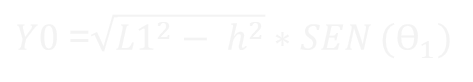 Y0 =√L1² − h² * SEN (Θ₁)